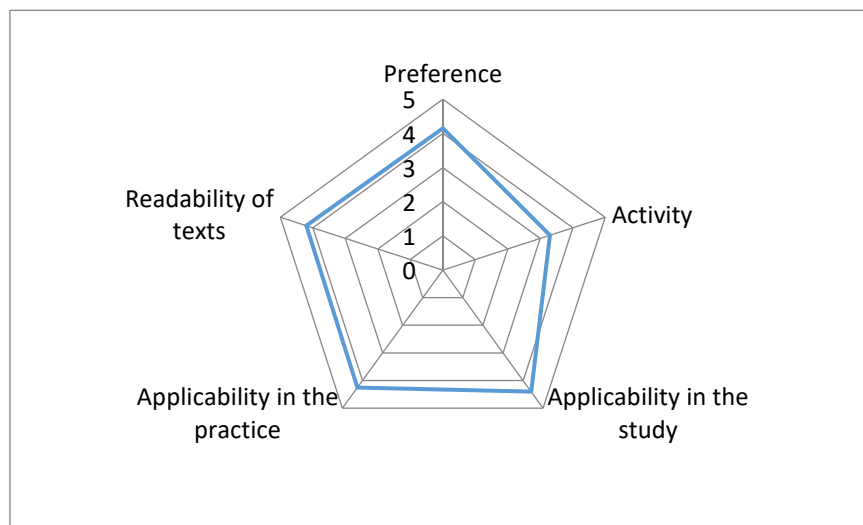 Preference
5
4
3
2
1
0
Readability of
texts
Activity
Applicability in the
practice
Applicability in the
study